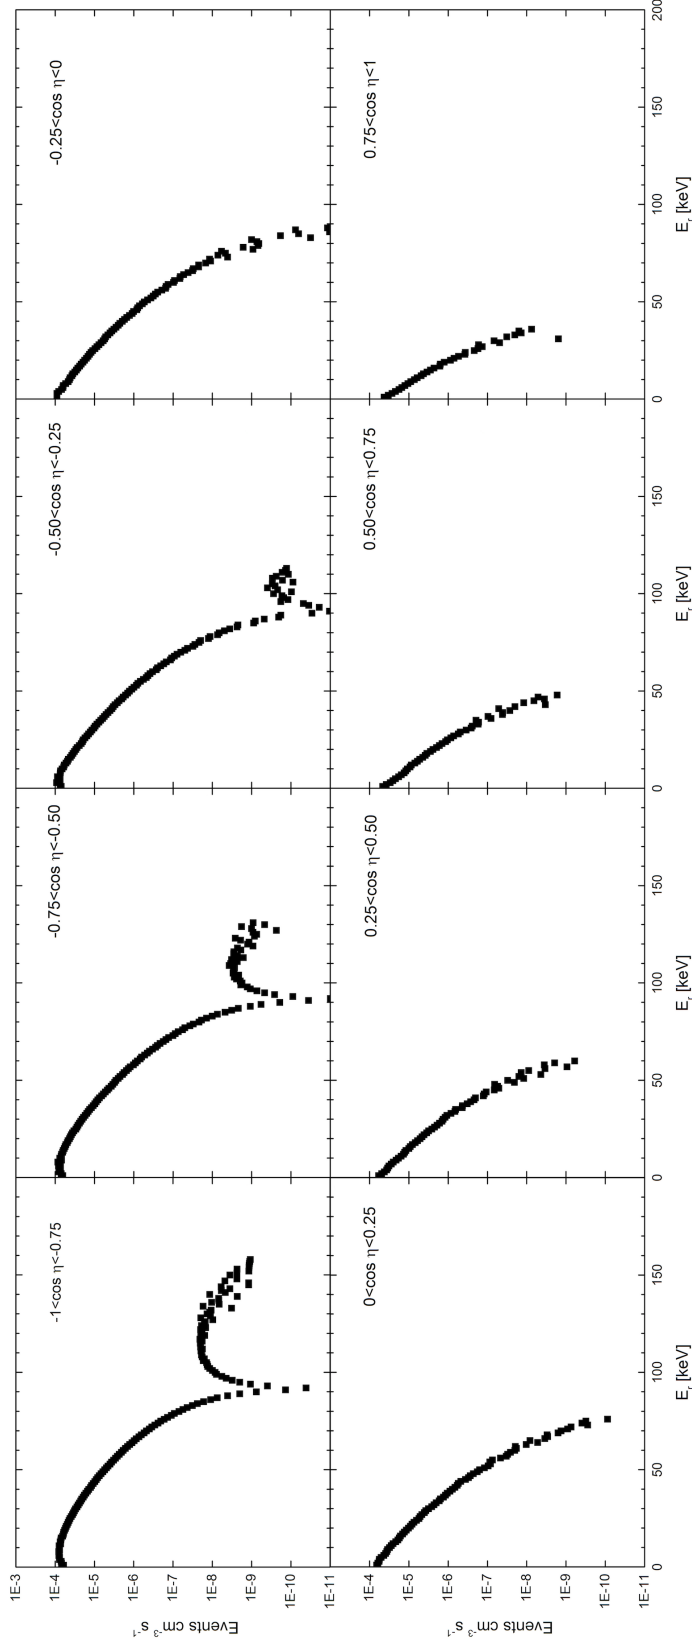 1E-3
1E-4
1E-5
1E-6
1E-7
1E-8
1E-9
1E-10
1E-11
Events cm⁻³ s⁻¹
-1<cos η<-0.75
-0.75<cos η<-0.50
-0.50<cos η<-0.25
-0.25<cos η<0
1E-4
1E-5
1E-6
1E-7
1E-8
1E-9
1E-10
1E-11
Events cm⁻³ s⁻¹
0<cos η<0.25
0.25<cos η<0.50
0.50<cos η<0.75
0.75<cos η<1
0 50 100 150 0 50 100 150 0 50 100 150 0 50 100 150 200
Eᵣ [keV] Eᵣ [keV] Eᵣ [keV] Eᵣ [keV]